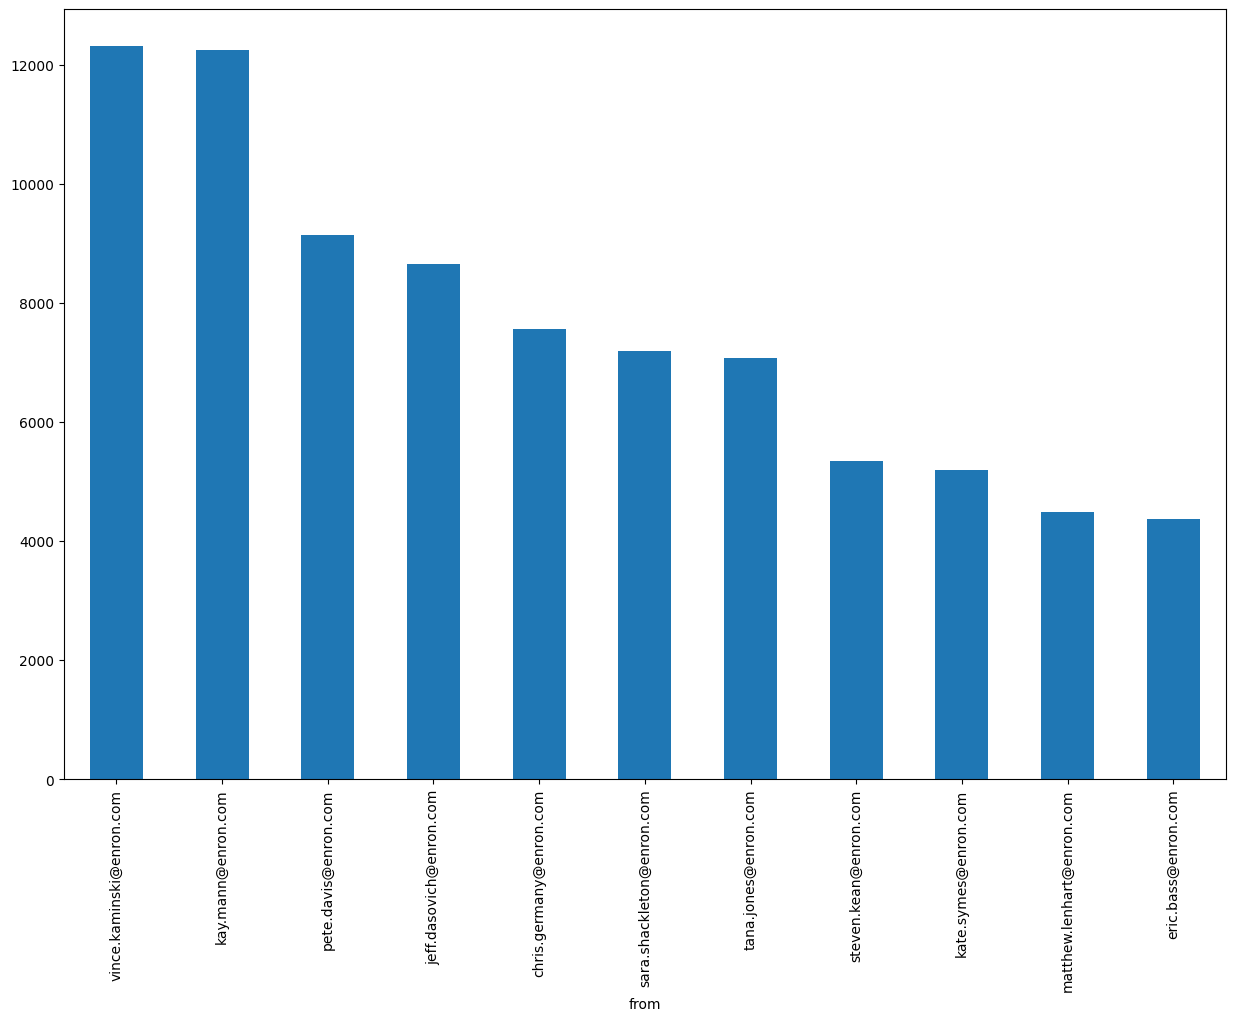 12000
10000
8000
6000
4000
2000
0
vince.kaminski@enron.com
kay.mann@enron.com
pete.davis@enron.com
jeff.dasovich@enron.com
chris.germany@enron.com
sara.shackleton@enron.com
tana.jones@enron.com
steven.kean@enron.com
kate.symes@enron.com
matthew.lenhart@enron.com
eric.bass@enron.com
from